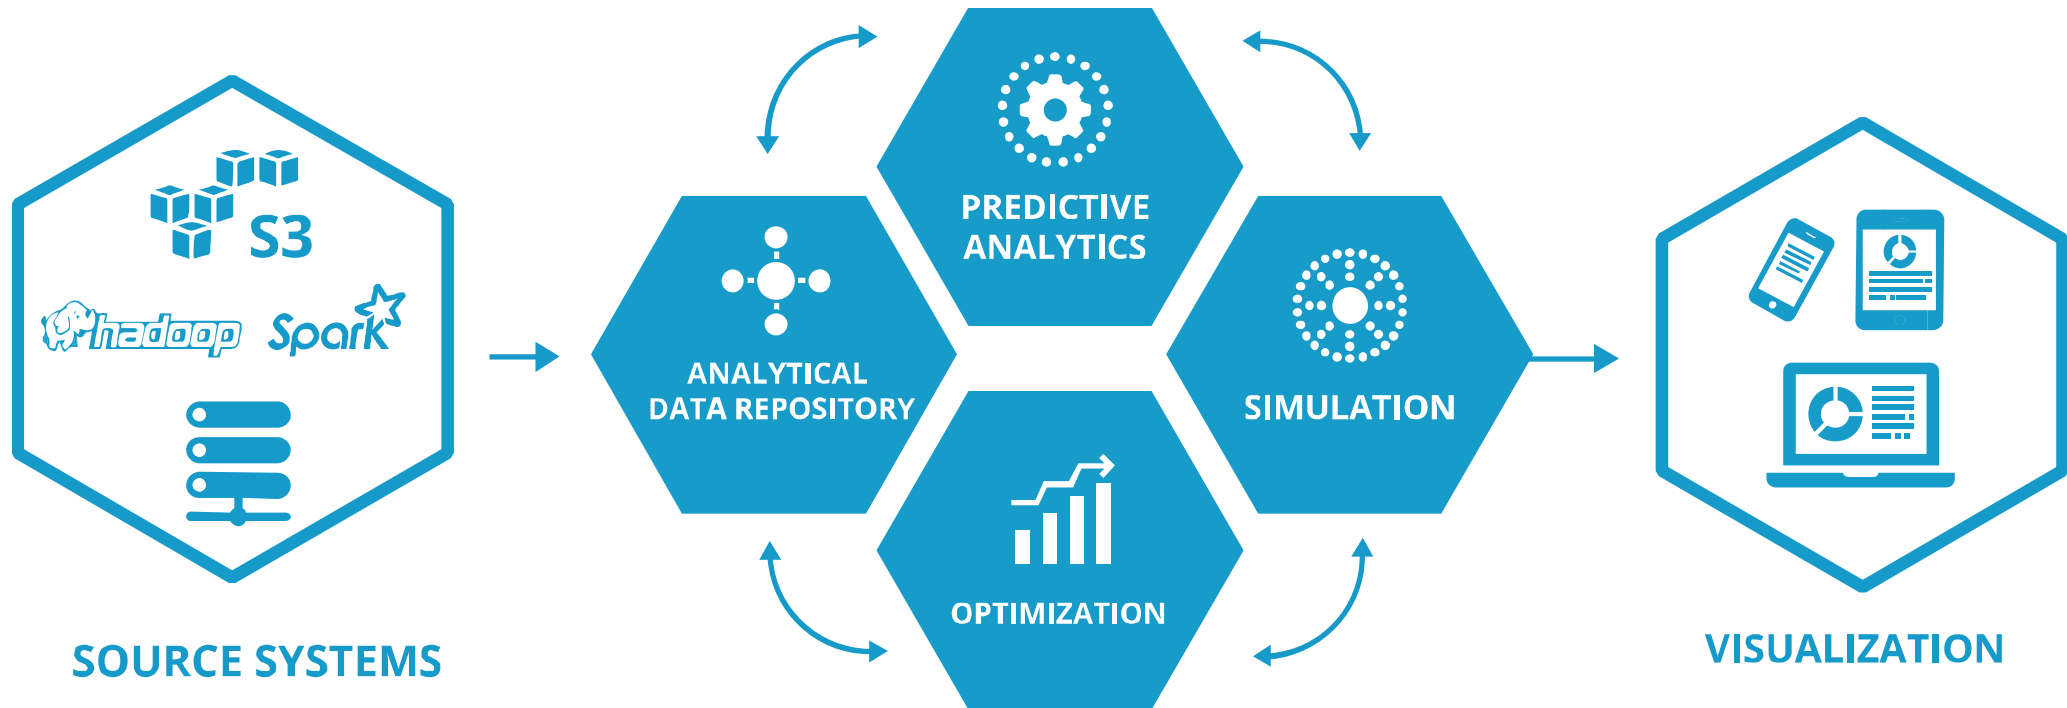 S3
hadoop
Spark
SOURCE SYSTEMS
ANALYTICAL
DATA REPOSITORY
PREDICTIVE
ANALYTICS
SIMULATION
OPTIMIZATION
VISUALIZATION